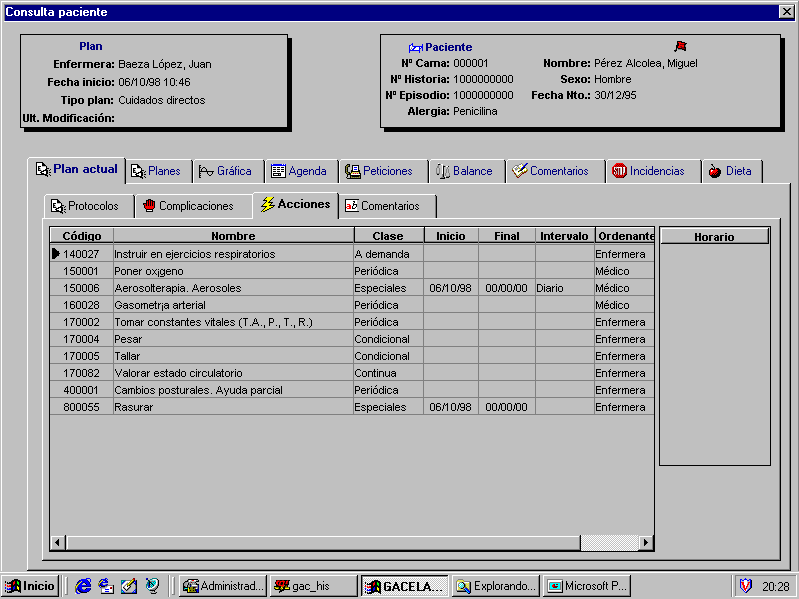 Consulta paciente
Plan
Enfermera: Baeza López, Juan
Fecha inicio: 06/10/98 10:46
Tipo plan: Cuidados directos
Ult. Modificación:
Paciente
Nº Cama: 000001 Nombre: Pérez Alcolea, Miguel
Nº Historia: 1000000000 Sexo: Hombre
Nº Episodio: 1000000000 Fecha Nto.: 30/12/95
Alergia: Penicilina
Plan actual Planes Gráfica Agenda Peticiones Balance Comentarios Incidencias Dieta
Protocolos Complicaciones Acciones Comentarios
Código Nombre Clase Inicio Final Intervalo Ordenante Horario
140027 Instruir en ejercicios respiratorios A demanda Enfermera
150001 Poner ox¡geno Periódica Médico
150006 Aerosolterapia. Aerosoles Especiales 06/10/98 00/00/00 Diario Médico
160028 Gasometr¡a arterial Periódica Médico
170002 Tomar constantes vitales (T.A., P., T., R.) Periódica Enfermera
170004 Pesar Condicional Enfermera
170005 Tallar Condicional Enfermera
170082 Valorar estado circulatorio Continua Enfermera
400001 Cambios posturales. Ayuda parcial Periódica Enfermera
800055 Rasurar Especiales 06/10/98 00/00/00 Enfermera
Inicio Administrad... gac_his GACELA... Explorando... Microsoft P... 20:28